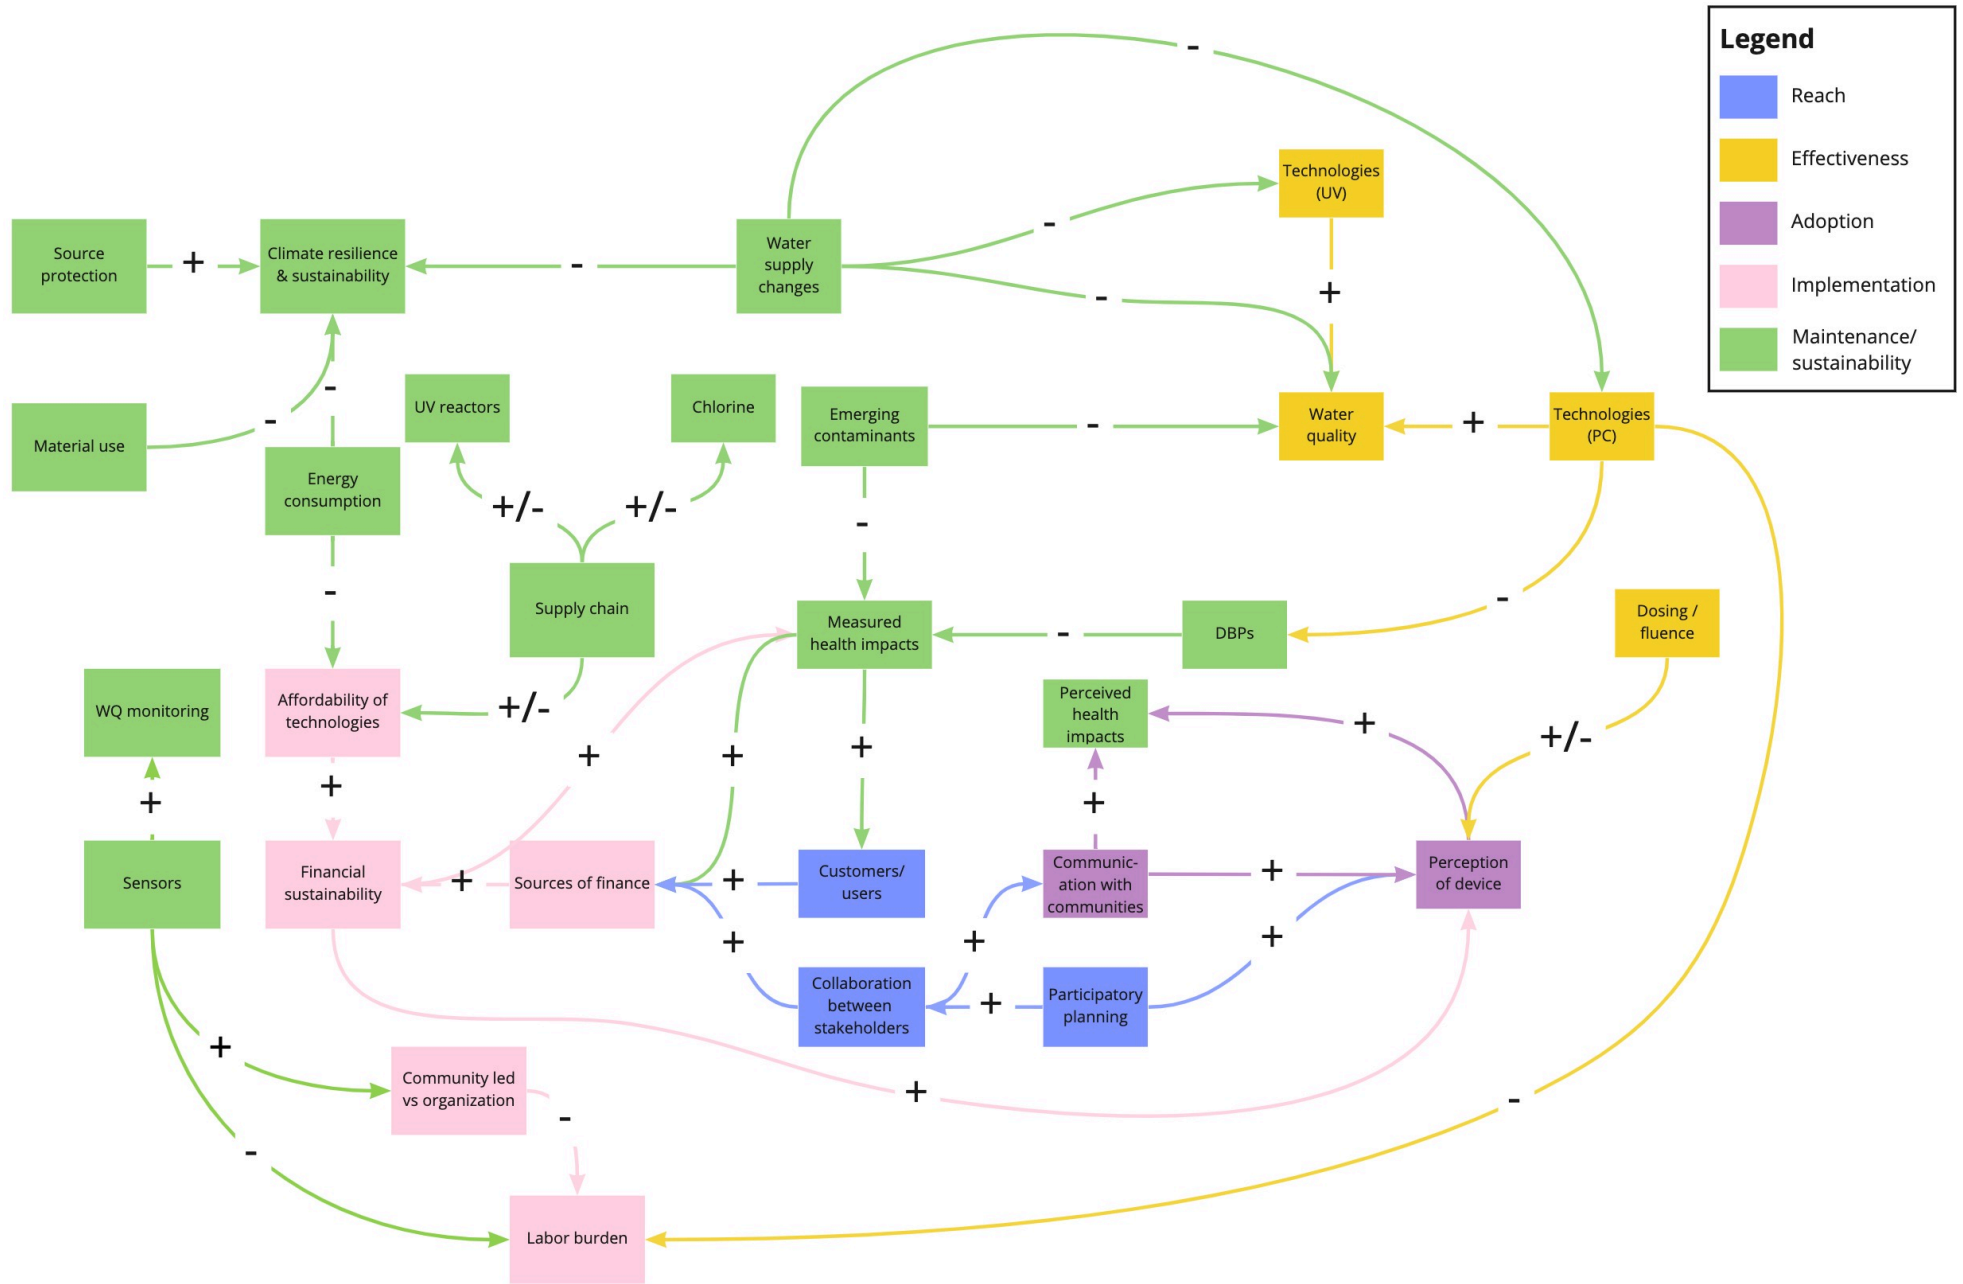 Legend
Reach
Effectiveness
Adoption
Implementation
Maintenance/
sustainability
-
Technologies
(UV)
-
Source
protection
+
Climate resilience
& sustainability
-
Water
supply
changes
-
+
Material use
-
-
UV reactors
Chlorine
Emerging
contaminants
-
Water
quality
+
Technologies
(PC)
Energy
consumption
+/-
+/-
-
-
Supply chain
Measured
health impacts
-
DBPs
-
Dosing /
fluence
WQ monitoring
Affordability of
technologies
+/-
Perceived
health
impacts
+
+/-
+
+
+
+
+
+
Sensors
Financial
sustainability
+
Sources of finance
+
Customers/
users
Communic-
ation with
communities
+
Perception
of device
+
+
+
Collaboration
between
stakeholders
+
Participatory
planning
+
Community led
vs organization
-
+
-
-
Labor burden